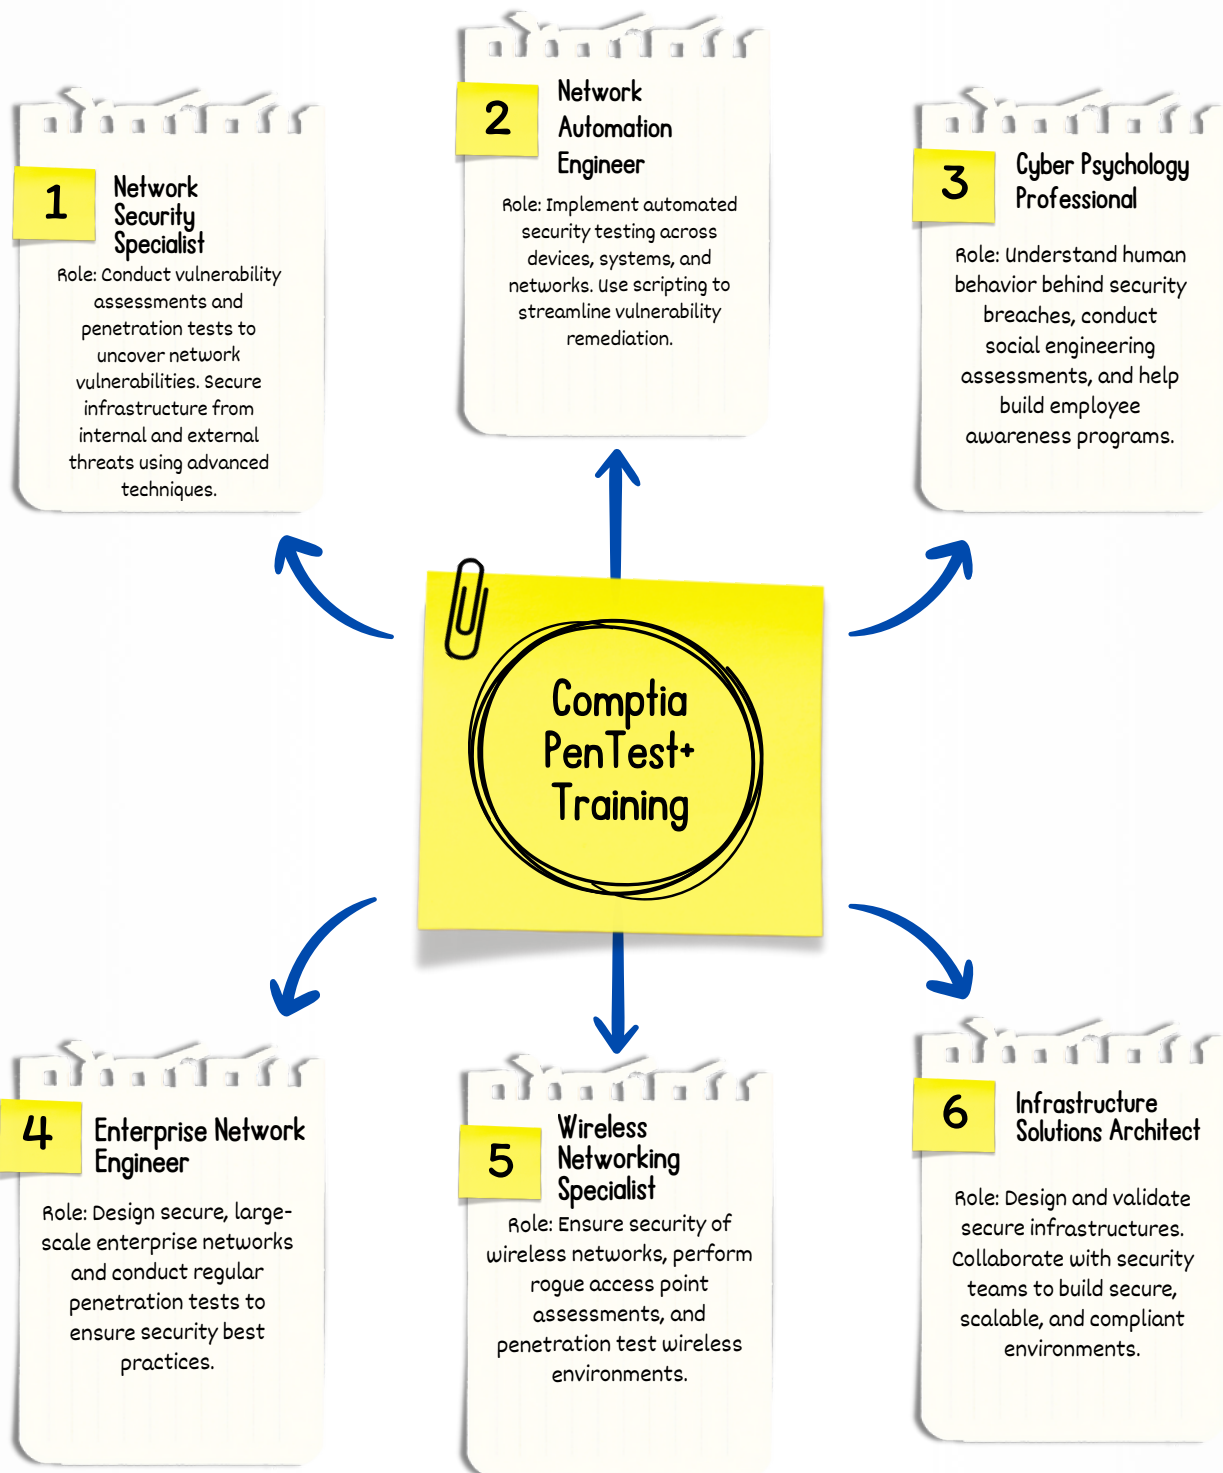 1
Network
Security
Specialist
Role: Conduct vulnerability
assessments and
penetration tests to
uncover network
vulnerabilities. Secure
infrastructure from
internal and external
threats using advanced
techniques.
2
Network
Automation
Engineer
Role: Implement automated
security testing across
devices, systems, and
networks. Use scripting to
streamline vulnerability
remediation.
3
Cyber Psychology
Professional
Role: Understand human
behavior behind security
breaches, conduct
social engineering
assessments, and help
build employee
awareness programs.
Comptia
PenTest+
Training
4
Enterprise Network
Engineer
Role: Design secure, large-
scale enterprise networks
and conduct regular
penetration tests to
ensure security best
practices.
5
Wireless
Networking
Specialist
Role: Ensure security of
wireless networks, perform
rogue access point
assessments, and
penetration test wireless
environments.
6
Infrastructure
Solutions Architect
Role: Design and validate
secure infrastructures.
Collaborate with security
teams to build secure,
scalable, and compliant
environments.